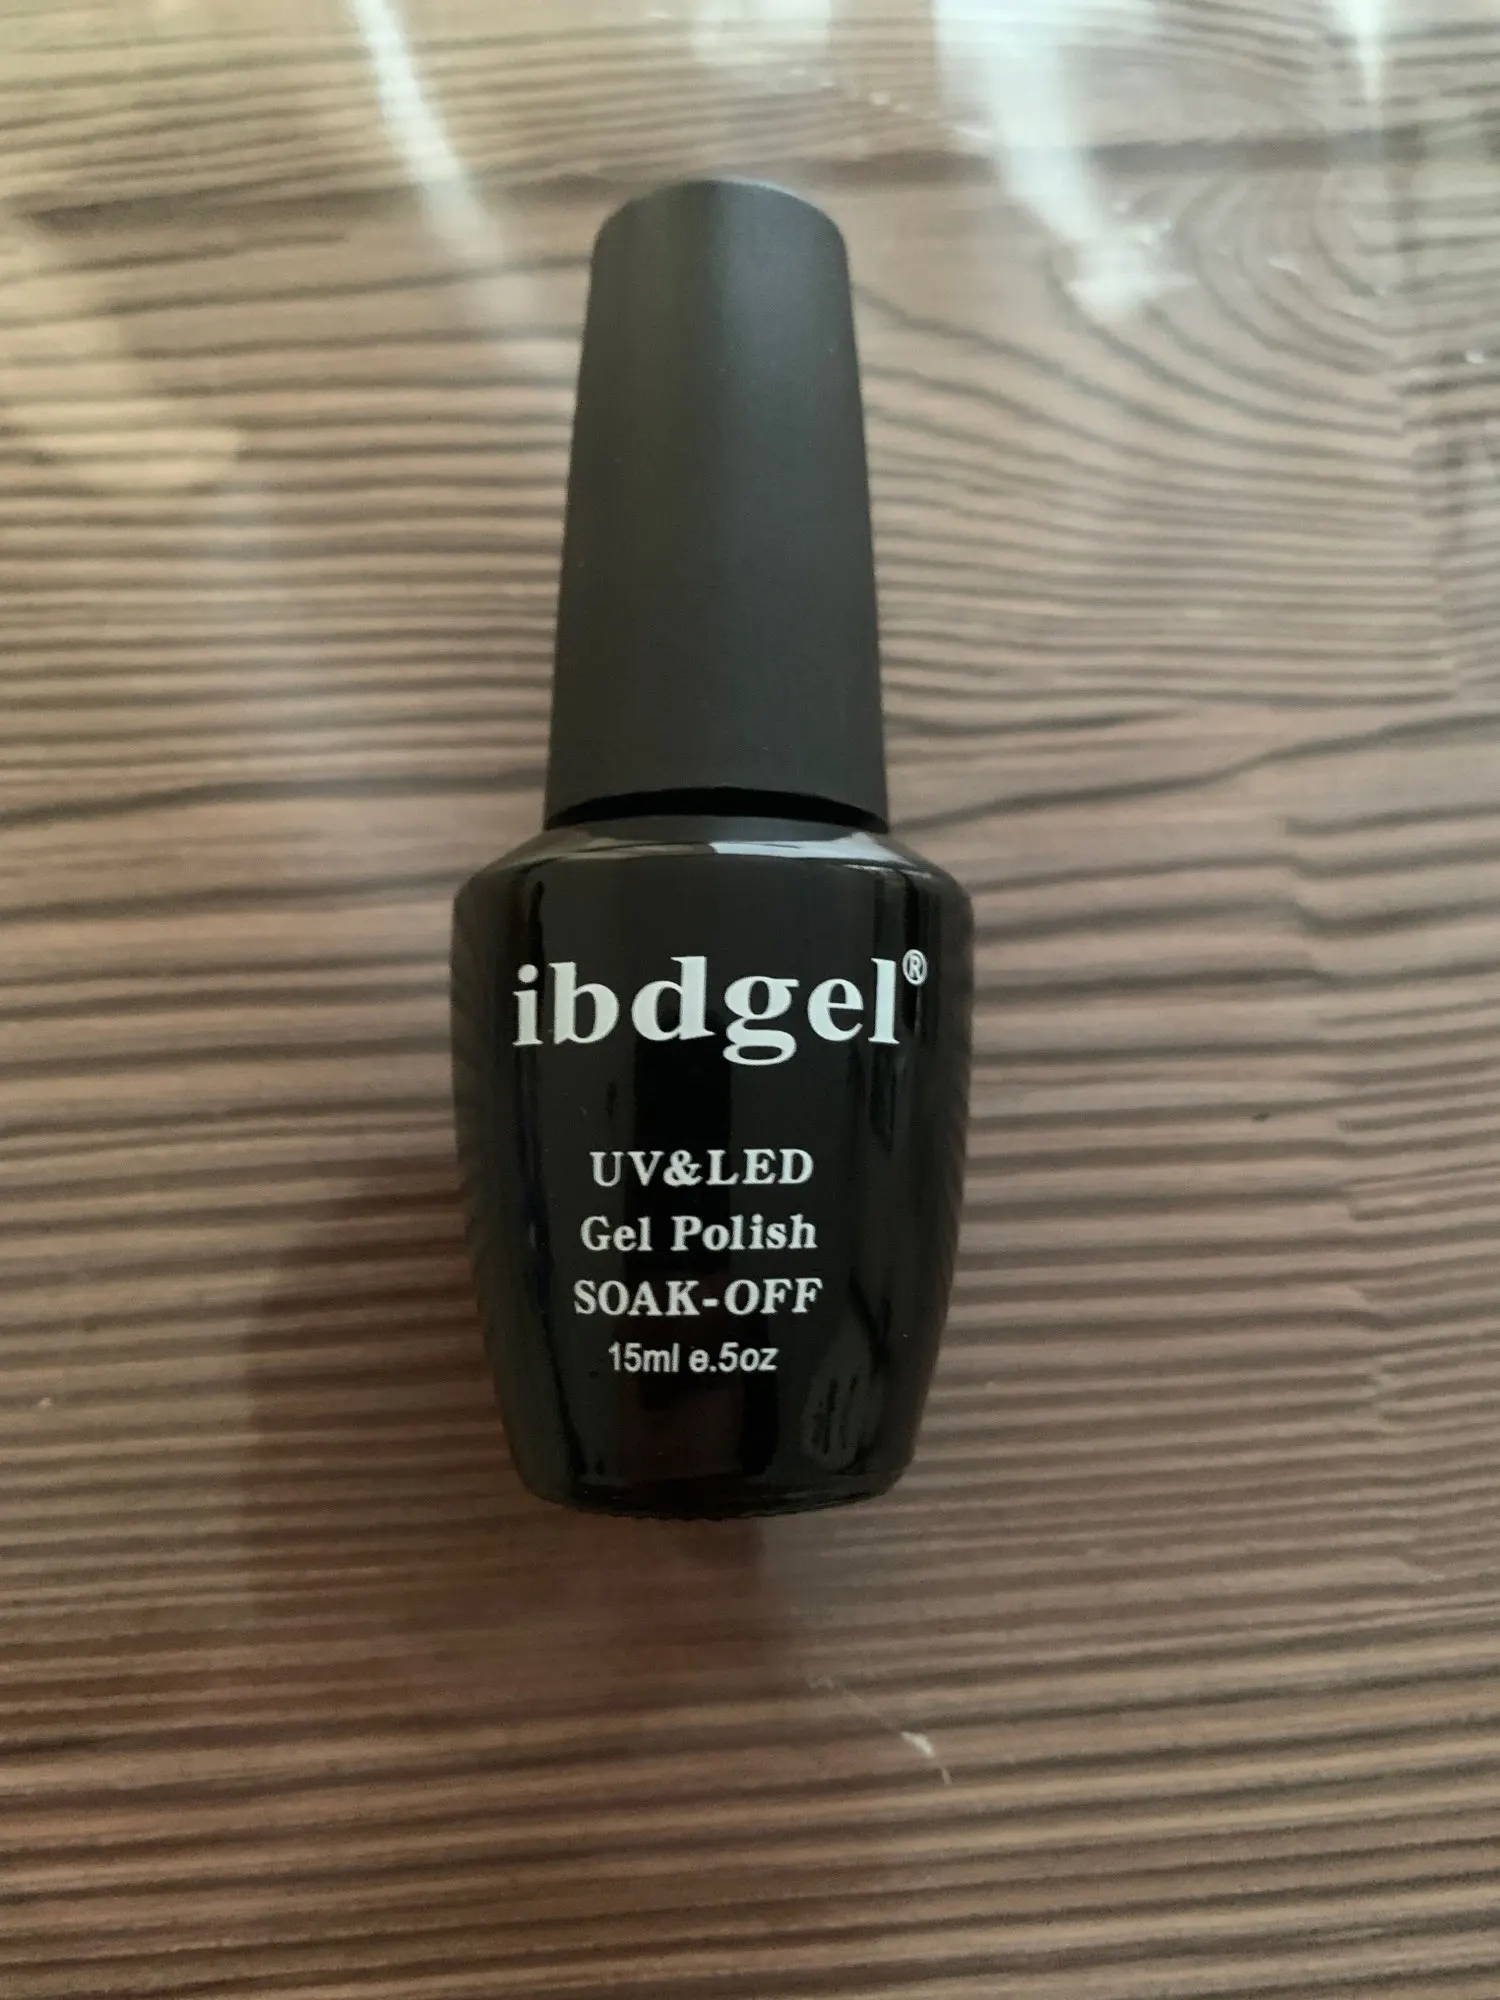 ibdgel®
UV&LED
Gel Polish
SOAK-OFF
15ml e.5oz